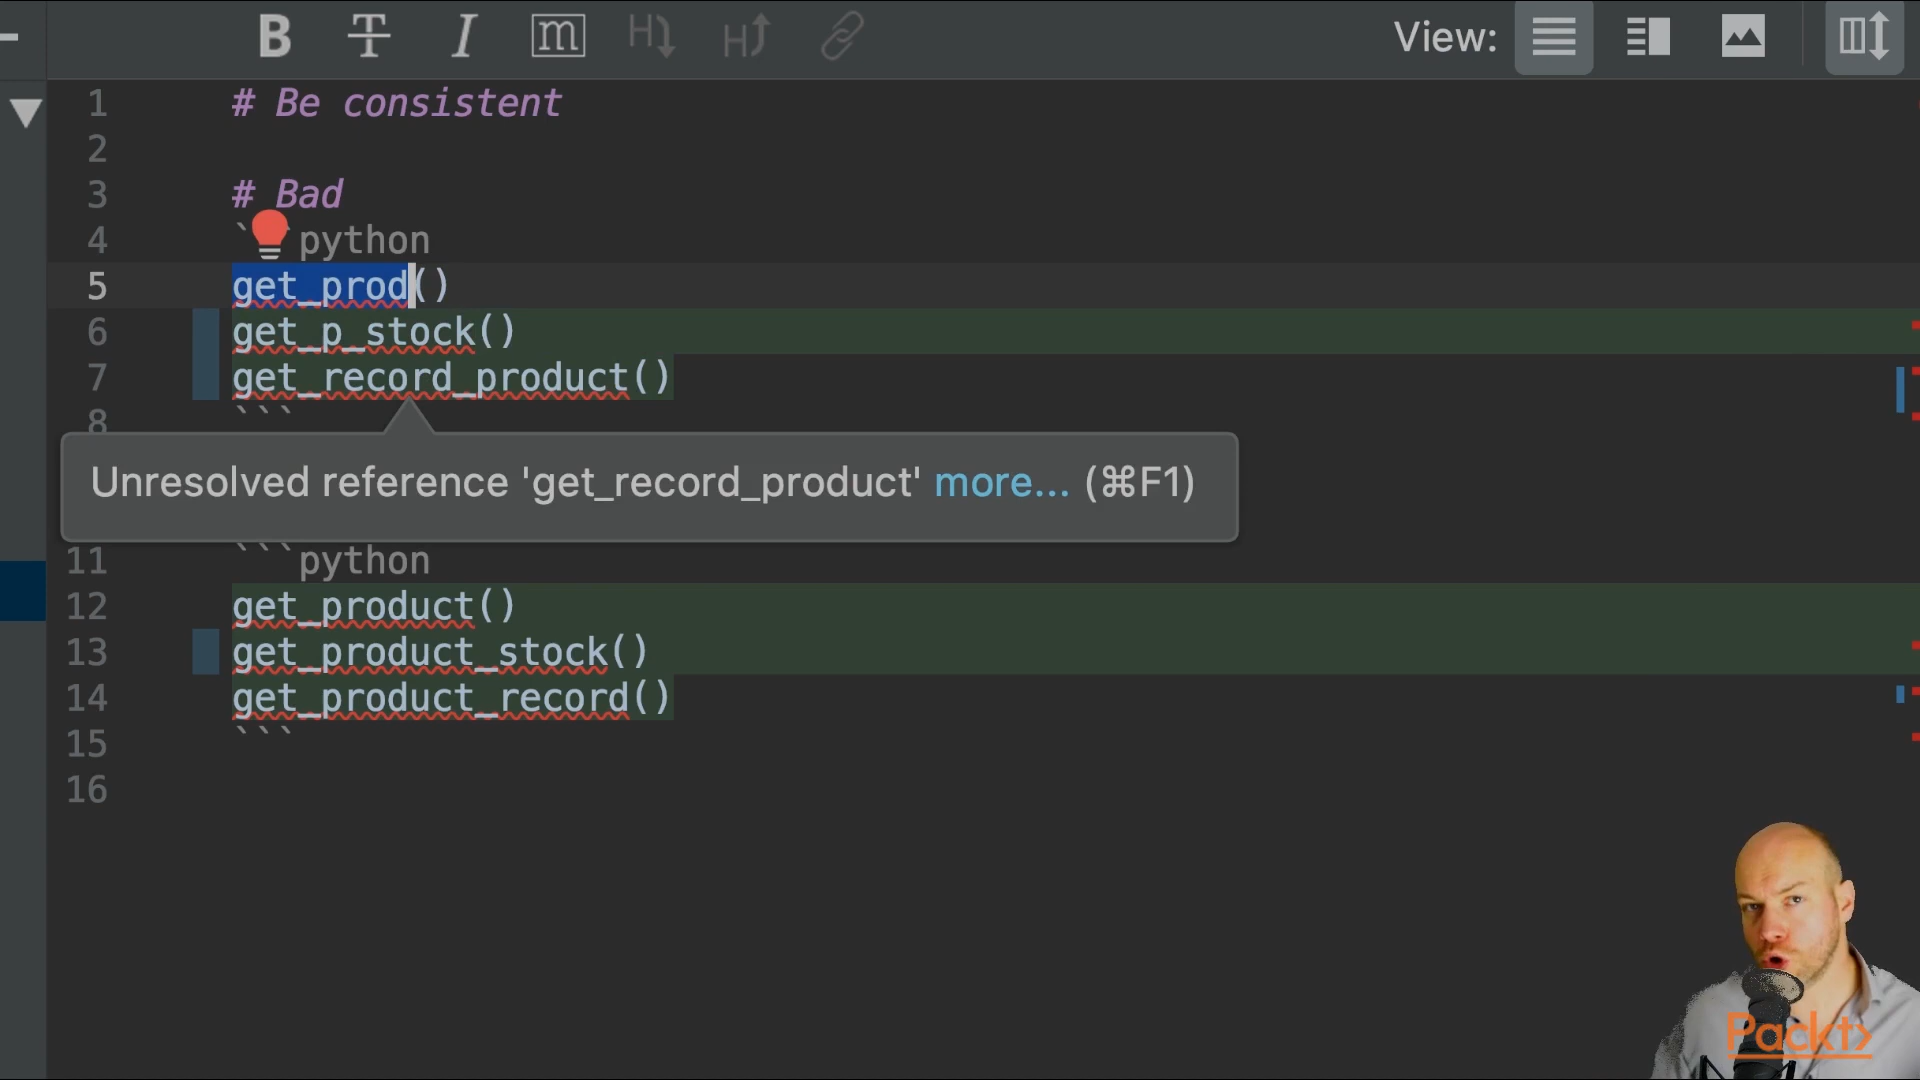 View:
1 # Be consistent
2
3 # Bad
4 ```python
5 get_prod()
6 get_p_stock()
7 get_record_product()
8 ```
Unresolved reference 'get_record_product' more... (⌘F1)
11 ```python
12 get_product()
13 get_product_stock()
14 get_product_record()
15 ```
16
Packt>